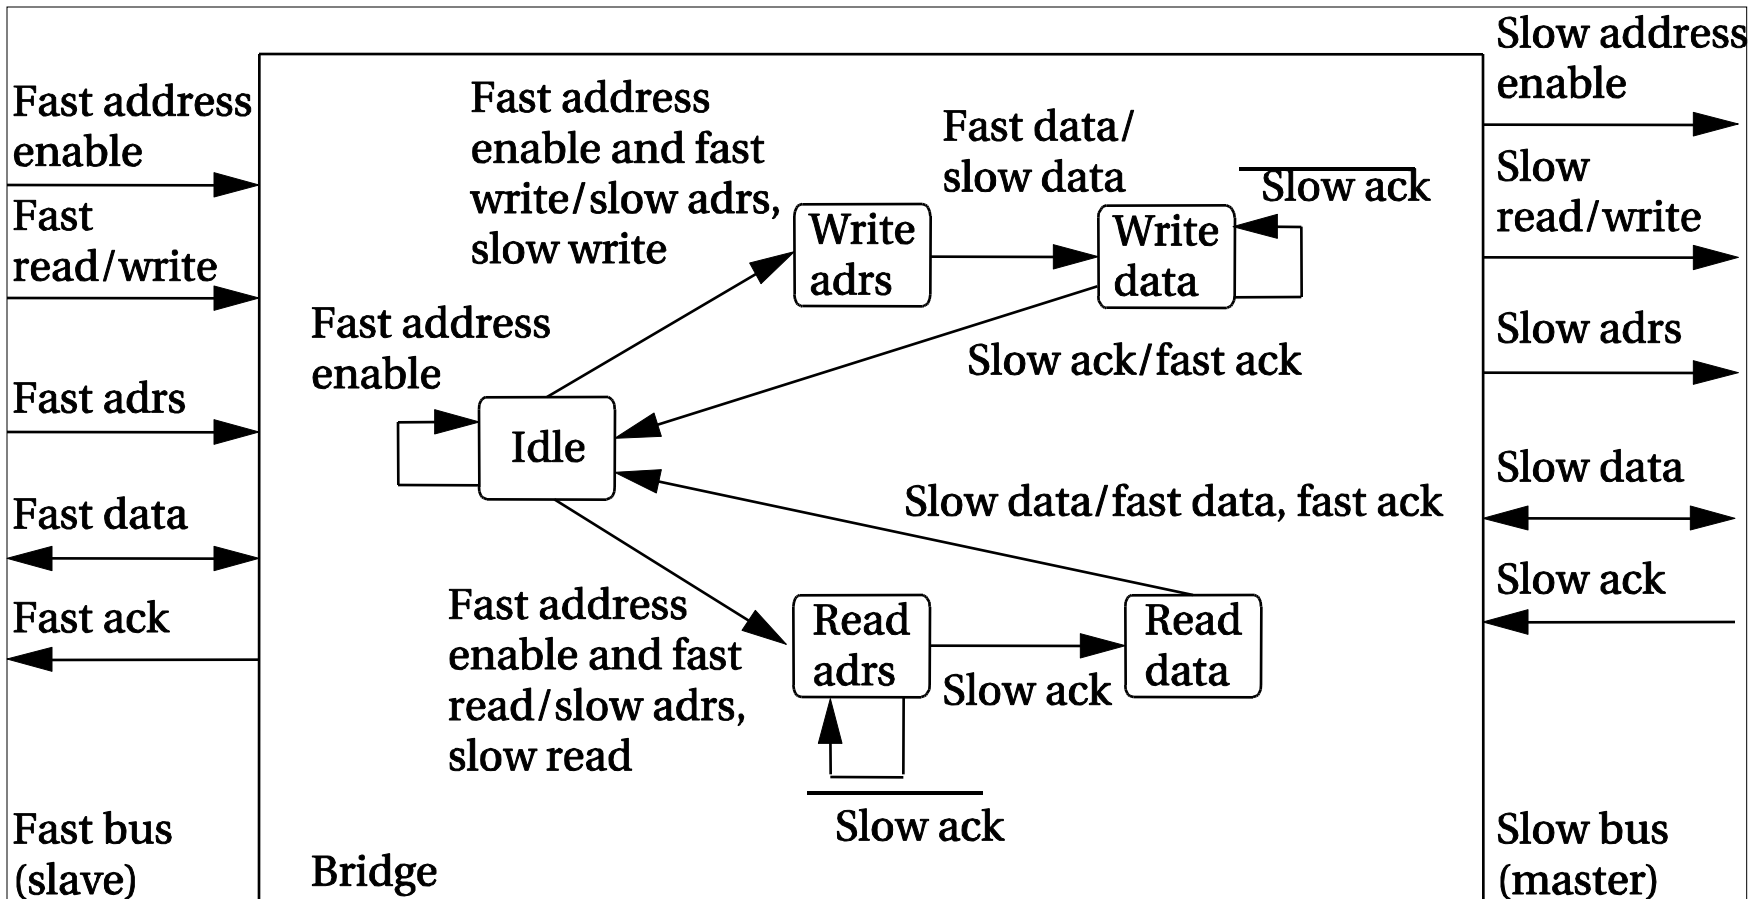 Fast address
enable
Fast
read/write
Fast adrs
Fast data
Fast ack
Fast bus
(slave)
Fast address
enable and fast
write/slow adrs,
slow write
Fast data/
slow data
Slow ack
Write
adrs
Write
data
Fast address
enable
Slow ack/fast ack
Idle
Slow data/fast data, fast ack
Fast address
enable and fast
read/slow adrs,
slow read
Read
adrs
Slow ack
Read
data
Slow ack
Bridge
Slow address
enable
Slow
read/write
Slow adrs
Slow data
Slow ack
Slow bus
(master)